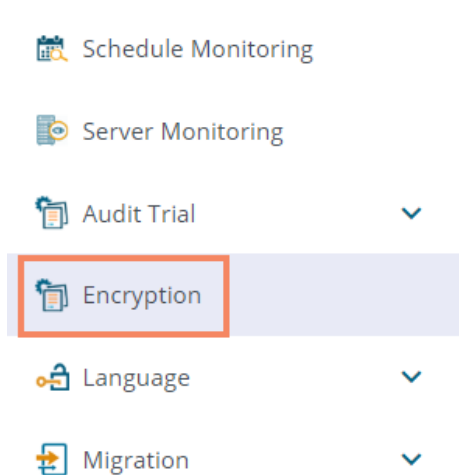 Schedule Monitoring
Server Monitoring
Audit Trial
Encryption
Language
Migration